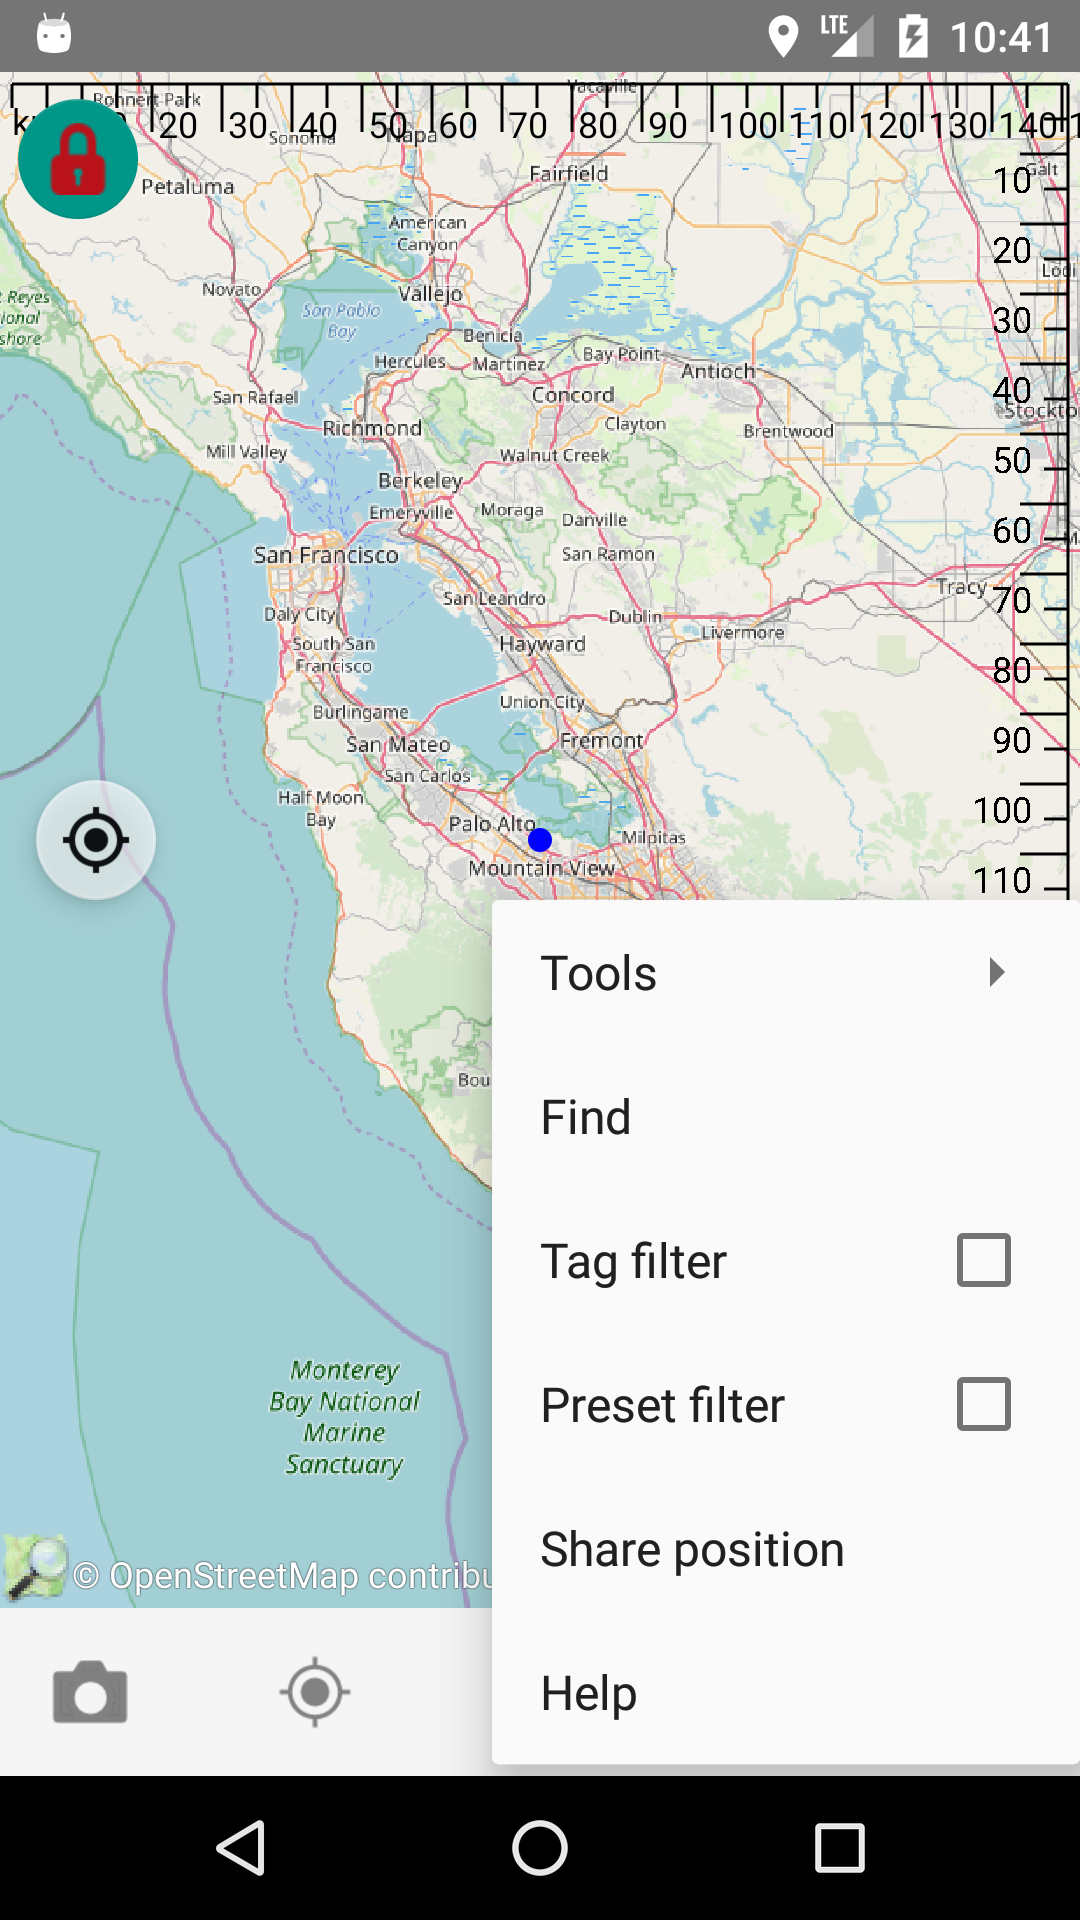 LTE
10:41
Rohnert Park
Vacaville
20 30 40 50 60 70 80 90 100 110 120 130 140
Sonoma
Napa
Petaluma
Fairfield
Galt
10
American
Canyon
20
Lodi
Novato
Vallejo
t Reyes
ional
shore
San Pablo
Bay
30
Benicia
Hercules
Martinez
Bay Point
Antioch
40
San Rafael
Concord
Stockto
Richmond
Clayton
Brentwood
Mill Valley
Walnut Creek
50
Berkeley
Emeryville
Moraga
Danville
60
San Francisco
San Ramon
Tracy
70
San Leandro
Daly City
Dublin
Livermore
South San
Francisco
Hayward
80
Burlingame
Union City
San Mateo
Fremont
90
San Carlos
Half Moon
Bay
100
Palo Alto
Milpitas
Mountain View
110
Tools
Bou
Find
Tag filter
Monterey
Bay National
Marine
Sanctuary
Preset filter
Share position
© OpenStreetMap contribu
Help